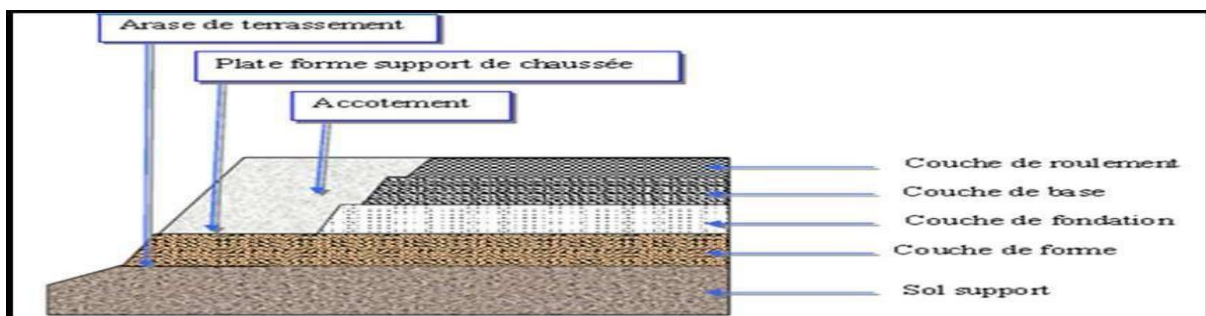 Arase de terrassement
Plate forme support de chaussée
Accotement
Couche de roulement
Couche de base
Couche de fondation
Couche de forme
Sol support